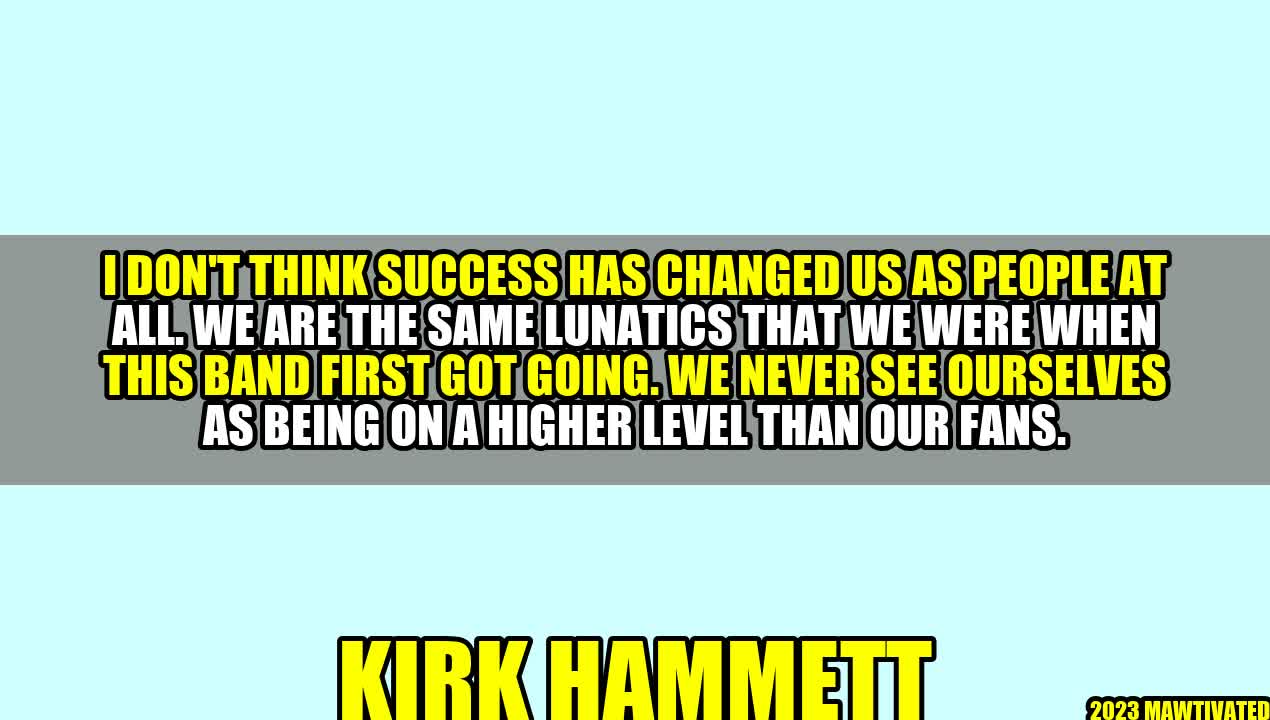 I DON'T THINK SUCCESS HAS CHANGED US AS PEOPLE AT
ALL. WE ARE THE SAME LUNATICS THAT WE WERE WHEN
THIS BAND FIRST GOT GOING. WE NEVER SEE OURSELVES
AS BEING ON A HIGHER LEVEL THAN OUR FANS.
KIRK HAMMETT
2023 MAWTIVATED